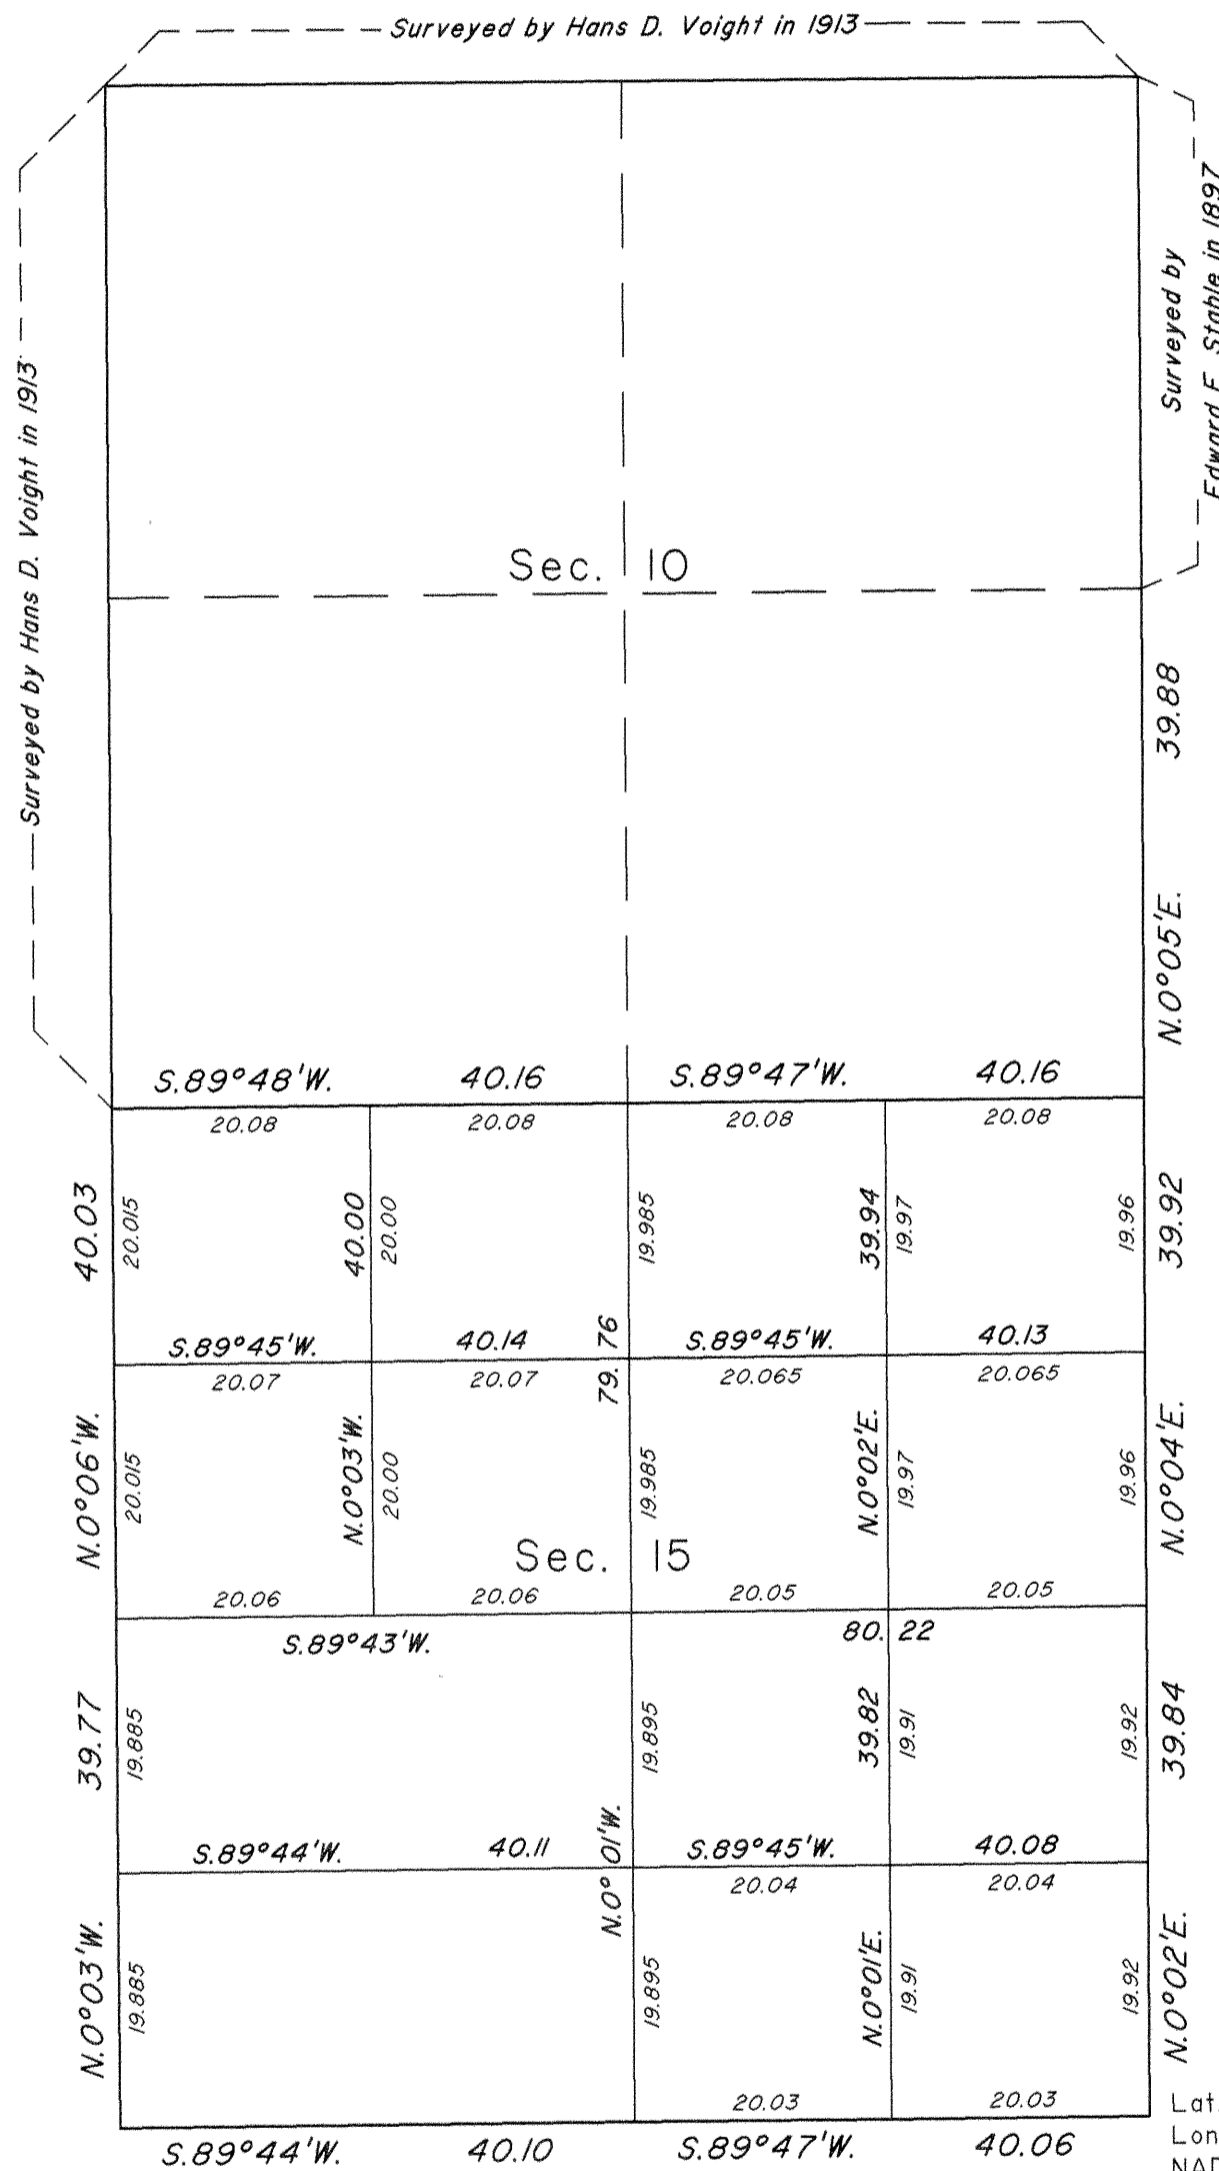 Surveyed by Hans D. Voight in 1913
Surveyed by Hans D. Voight in 1913
Surveyed by
Edward F. Stahle in 1897
Sec. 10
39.88
N.0°05'E.
S.89°48'W. 40.16 S.89°47'W. 40.16
20.08 20.08 20.08 20.08
40.03 20.015 40.00 20.00 19.985 39.94 19.97 19.96 39.92
S.89°45'W. 40.14 79.76 S.89°45'W. 40.13
20.07 20.07 20.065 20.065
N.0°06'W. 20.015 N.0°03'W. 20.00 19.985 N.0°02'E. 19.97 19.96 N.0°04'E.
Sec. 15
20.06 20.06 20.05 20.05
S.89°43'W. 80.22
39.77 19.885 19.895 39.82 19.91 19.92 39.84
S.89°44'W. 40.11 N.0°01'W. S.89°45'W. 40.08
20.04 20.04
N.0°03'W. 19.885 19.895 N.0°01'E. 19.91 19.92 N.0°02'E.
20.03 20.03
S.89°44'W. 40.10 S.89°47'W. 40.06
Lat.
Lon
NAD